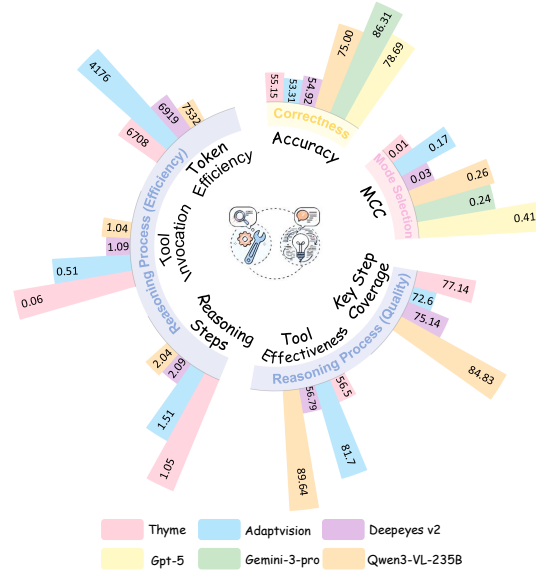 86.31
75.00
78.69
55.15
53.31
54.92
Correctness
Accuracy
0.01
0.17
0.03
0.26
0.24
0.41
Mode Selection
MCC
77.14
72.6
75.14
84.83
Key Step
Coverage
Reasoning Process (Quality)
Tool
Effectiveness
56.5
81.7
56.79
89.64
Reasoning
Steps
2.04
2.09
1.51
1.05
Tool
Invocation
1.04
1.09
0.51
0.06
Reasoning Process (Efficiency)
Token
Efficiency
4176
6919
7532
6708
Thyme
Adaptvision
Deepeyes v2
Gpt-5
Gemini-3-pro
Qwen3-VL-235B